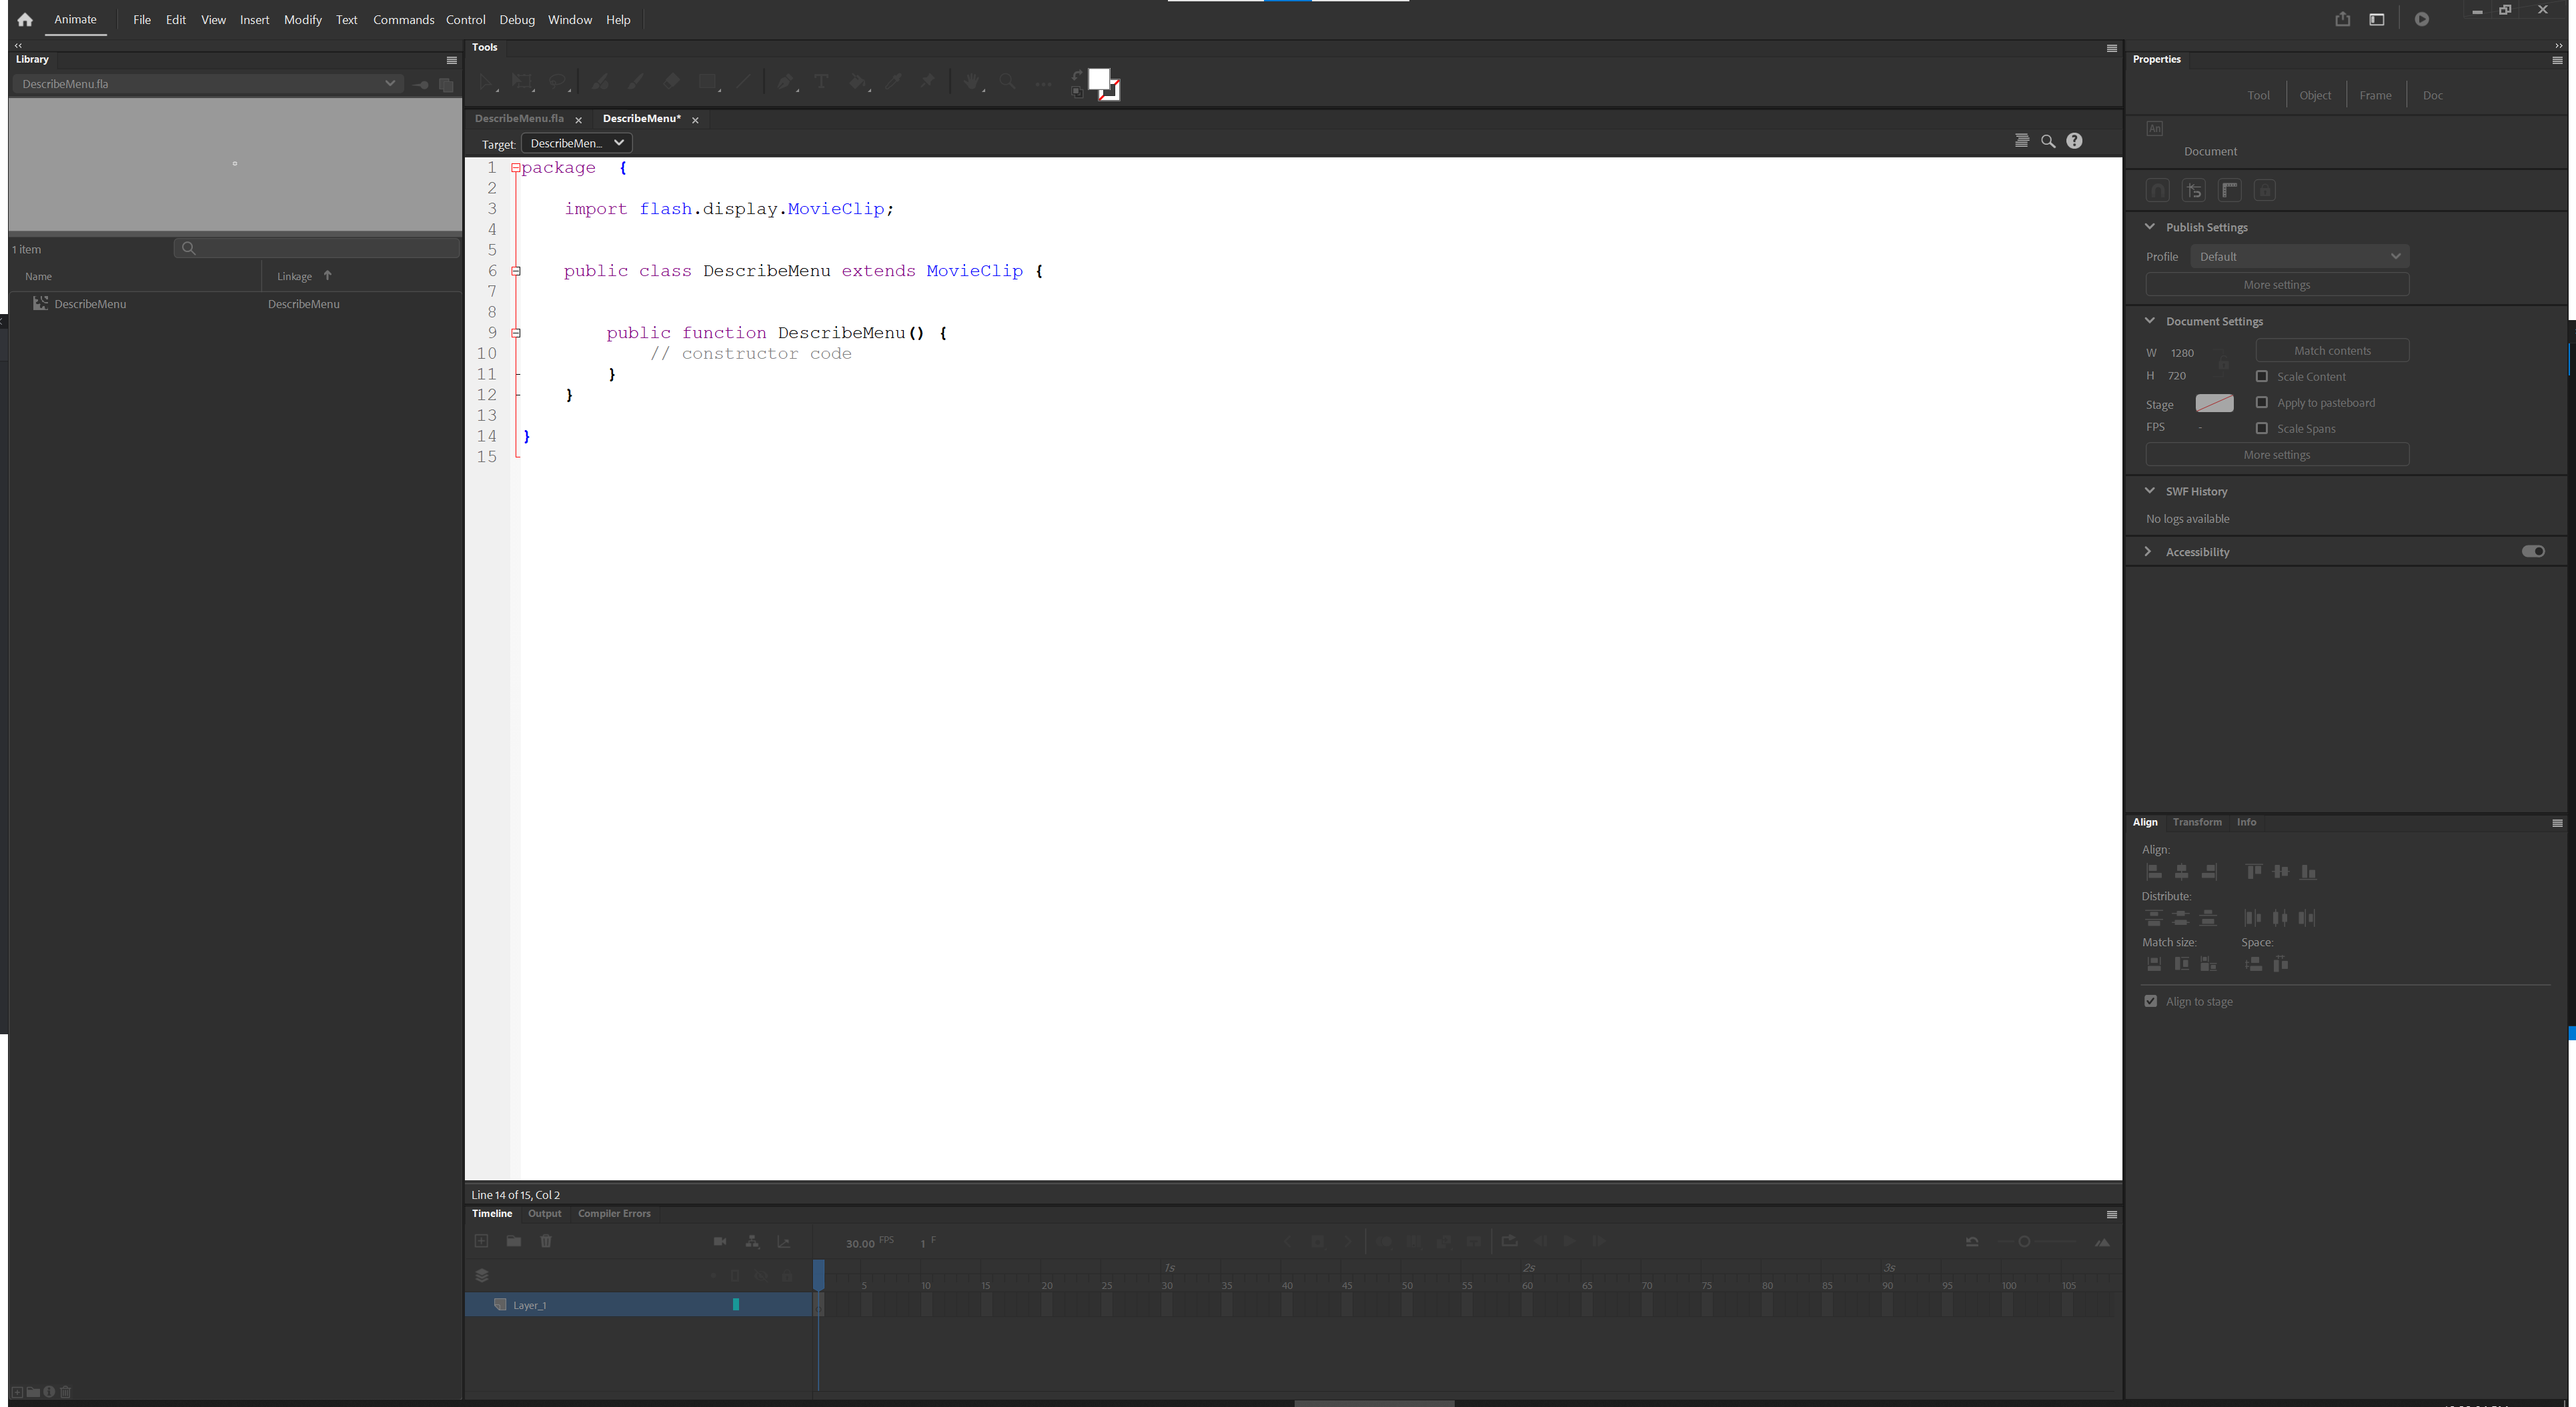 Animate File Edit View Insert Modify Text Commands Control Debug Window Help
Library
DescribeMenu.fla
1 item
Name Linkage
DescribeMenu DescribeMenu
Tools
DescribeMenu.fla x DescribeMenu* x
Target: DescribeMen...
1 package {
2
3 import flash.display.MovieClip;
4
5
6 public class DescribeMenu extends MovieClip {
7
8
9 public function DescribeMenu() {
10 // constructor code
11 }
12 }
13
14 }
15
Line 14 of 15, Col 2
Timeline Output Compiler Errors
30.00 FPS 1 F
1s 2s 3s
5 10 15 20 25 30 35 40 45 50 55 60 65 70 75 80 85 90 95 100 105
Layer_1
Properties
Tool Object Frame Doc
An
Document
Publish Settings
Profile Default
More settings
Document Settings
W 1280 Match contents
H 720 Scale Content
Stage Apply to pasteboard
FPS - Scale Spans
More settings
SWF History
No logs available
Accessibility
Align Transform Info
Align:
Distribute:
Match size: Space:
Align to stage